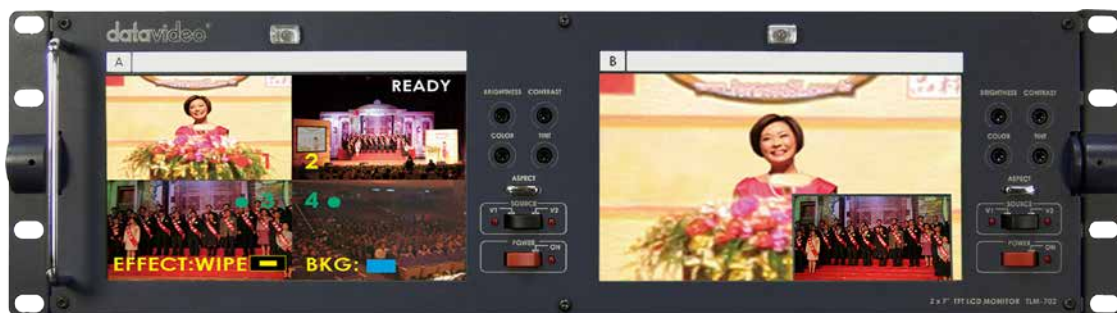 datavideo®
A
READY
1
2
3
4
EFFECT:WIPE
BKG:
BRIGHTNESS CONTRAST
COLOR TINT
ASPECT
SOURCE
V1 V2
POWER
ON
B
BRIGHTNESS CONTRAST
COLOR TINT
ASPECT
SOURCE
V1 V2
POWER
ON
2 x 7" TFT LCD MONITOR TLM-702